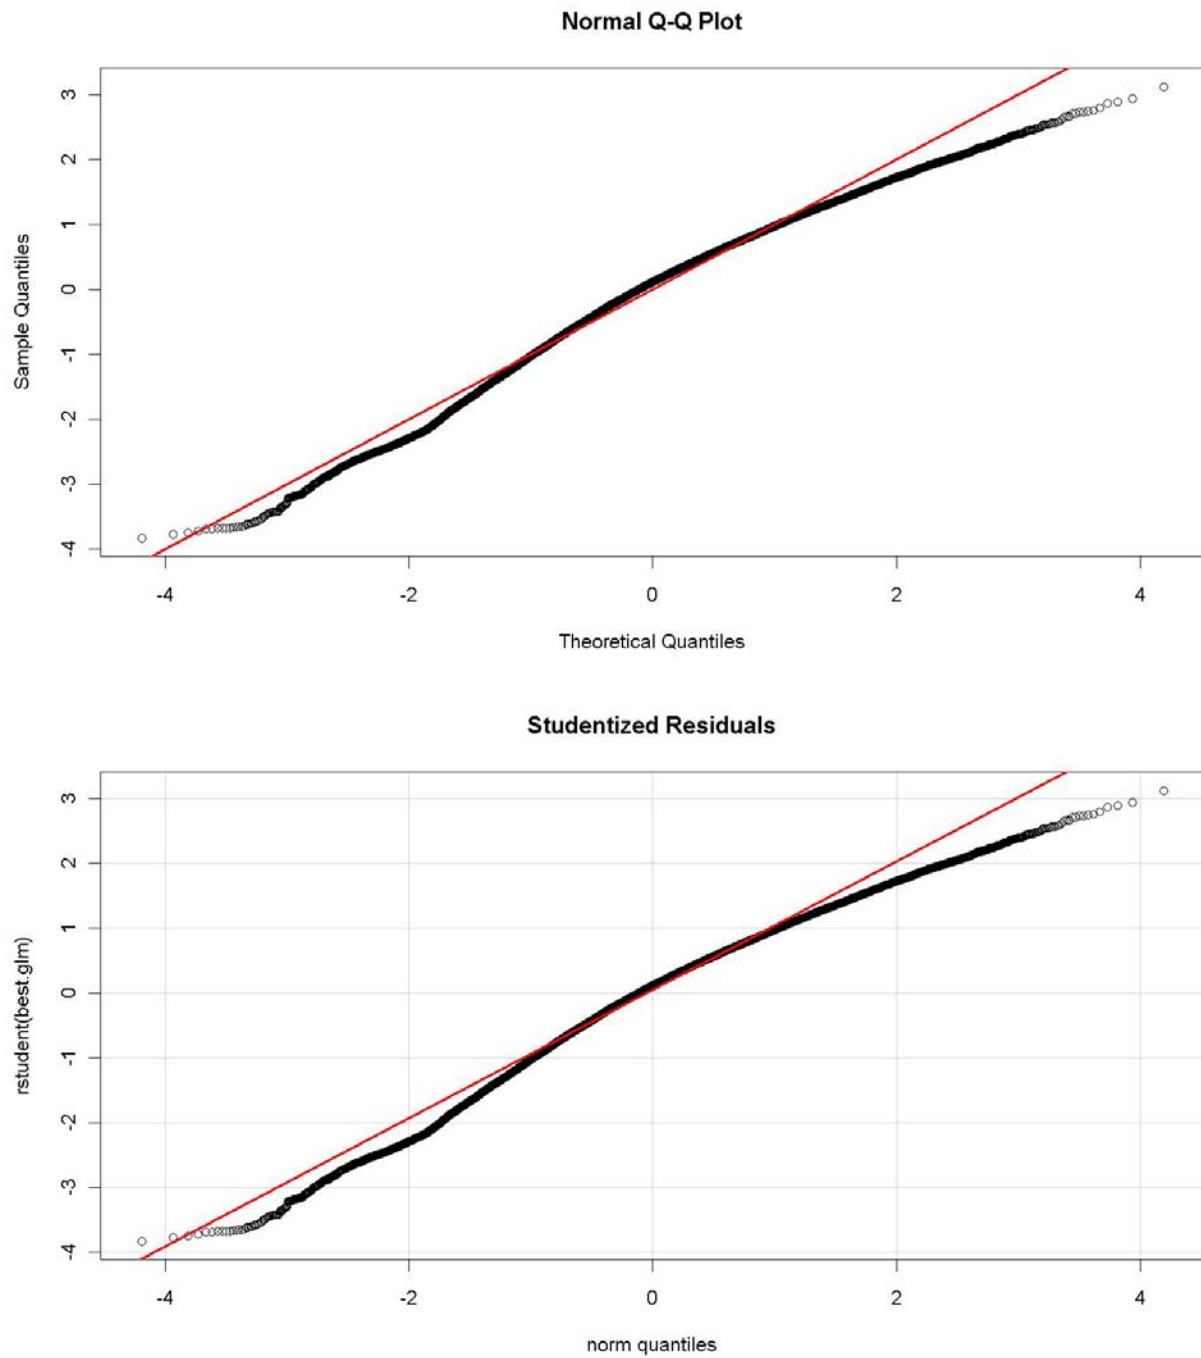 Normal Q-Q Plot
Sample Quantiles
3
2
1
0
-1
-2
-3
-4
-4 -2 0 2 4
Theoretical Quantiles
Studentized Residuals
rstudent(best.glm)
3
2
1
0
-1
-2
-3
-4
-4 -2 0 2 4
norm quantiles